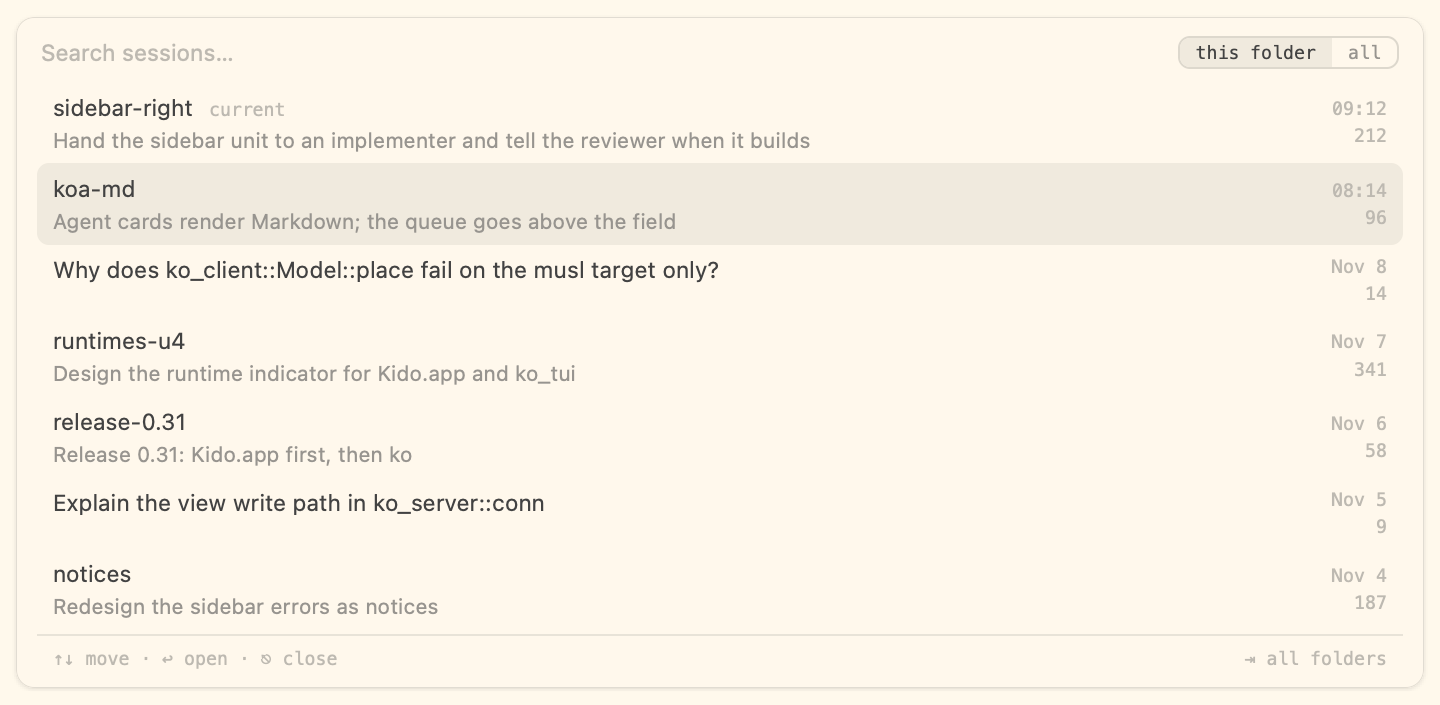 Search sessions…
this folder all
sidebar-right current 09:12
Hand the sidebar unit to an implementer and tell the reviewer when it builds 212
koa-md 08:14
Agent cards render Markdown; the queue goes above the field 96
Why does ko_client::Model::place fail on the musl target only? Nov 8
14
runtimes-u4 Nov 7
Design the runtime indicator for Kido.app and ko_tui 341
release-0.31 Nov 6
Release 0.31: Kido.app first, then ko 58
Explain the view write path in ko_server::conn Nov 5
9
notices Nov 4
Redesign the sidebar errors as notices 187
↑↓ move · ↩ open · ⎋ close ⇥ all folders